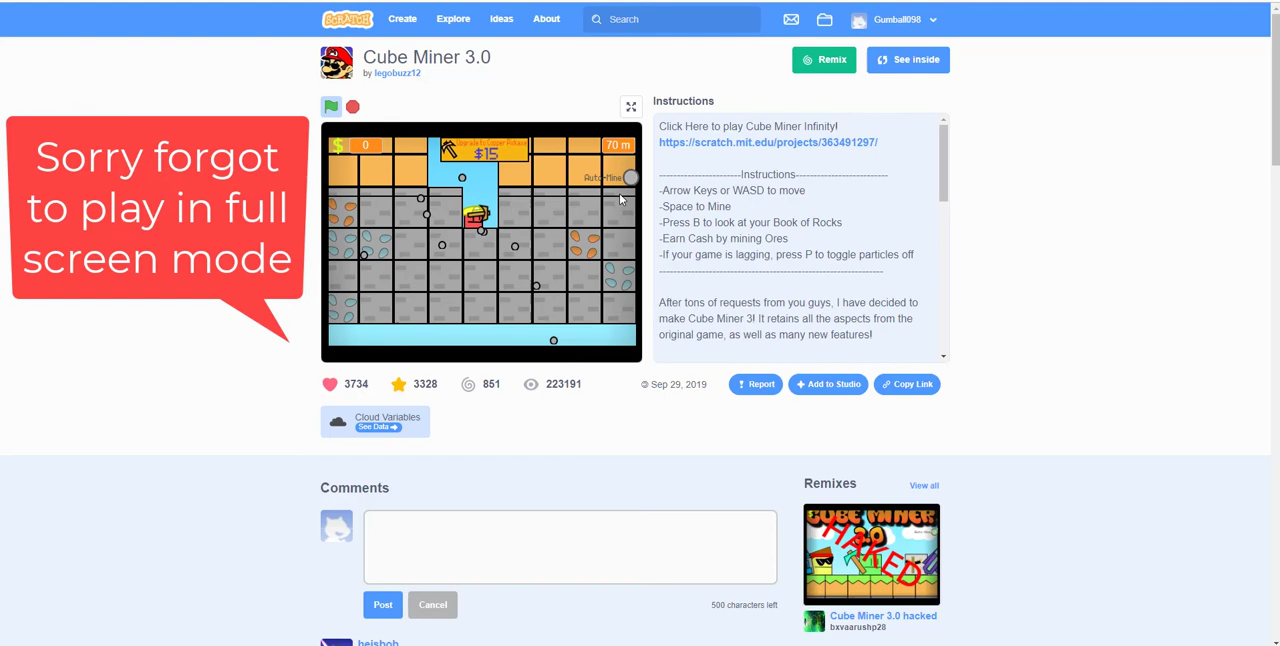 SCRATCH
Create
Explore
Ideas
About
Search
Gumball098
Cube Miner 3.0
by legobuzz12
Remix
See inside
Sorry forgot
to play in full
screen mode
$ 0
Upgrade to Copper Pickaxe
$15
70 m
Auto-Mine
Instructions
Click Here to play Cube Miner Infinity!
https://scratch.mit.edu/projects/363491297/
-----------------------Instructions--------------------------
-Arrow Keys or WASD to move
-Space to Mine
-Press B to look at your Book of Rocks
-Earn Cash by mining Ores
-If your game is lagging, press P to toggle particles off
---------------------------------------------------------------
After tons of requests from you guys, I have decided to
make Cube Miner 3! It retains all the aspects from the
original game, as well as many new features!
3734
3328
851
223191
© Sep 29, 2019
Report
Add to Studio
Copy Link
Cloud Variables
See Data
Comments
Post
Cancel
500 characters left
heisbob
Remixes
View all
CUBE MINER
3.0
HAKED
Cube Miner 3.0 hacked
bxvaarushp28